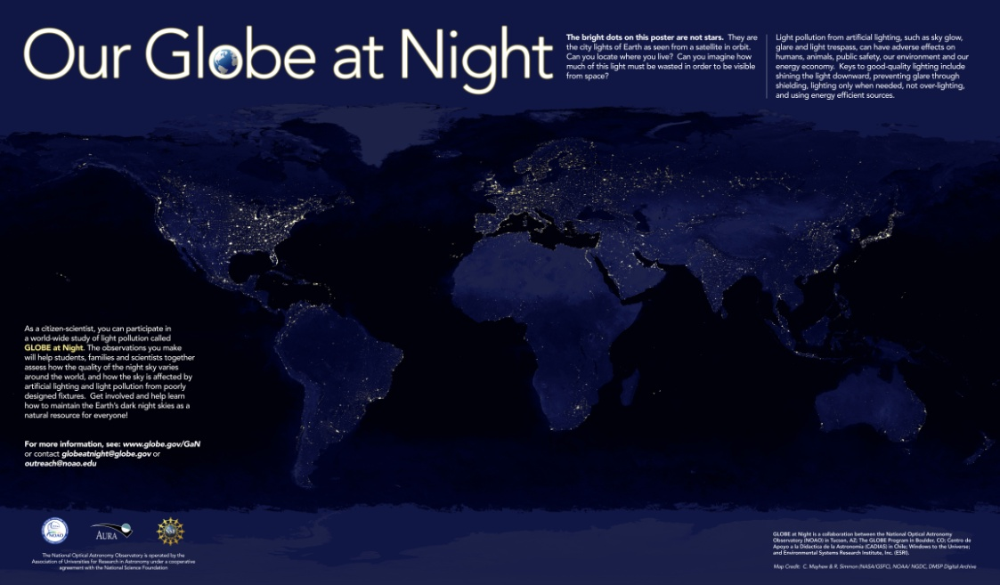 Our Globe at Night
The bright dots on this poster are not stars. They are
the city lights of Earth as seen from a satellite in orbit.
Can you locate where you live? Can you imagine how
much of this light must be wasted in order to be visible
from space?
Light pollution from artificial lighting, such as sky glow,
glare and light trespass, can have adverse effects on
humans, animals, public safety, our environment and our
energy economy. Keys to good-quality lighting include
shining the light downward, preventing glare through
shielding, lighting only when needed, not over-lighting,
and using energy efficient sources.
As a citizen-scientist, you can participate in
a world-wide study of light pollution called
GLOBE at Night. The observations you make
will help students, families and scientists together
assess how the quality of the night sky varies
around the world, and how the sky is affected by
artificial lighting and light pollution from poorly
designed fixtures. Get involved and help learn
how to maintain the Earth's dark night skies as a
natural resource for everyone!
For more information, see: www.globe.gov/GaN
or contact globeatnight@globe.gov or
outreach@noao.edu
NOAO
AURA
NSF
The National Optical Astronomy Observatory is operated by the
Association of Universities for Research in Astronomy under a cooperative
agreement with the National Science Foundation
GLOBE at Night is a collaboration between the National Optical Astronomy
Observatory (NOAO) in Tucson, AZ; The GLOBE Program in Boulder, CO; Centro de
Apoyo a la Didactica de la Astronomia (CADIAS) in Chile; Windows to the Universe;
and Environmental Systems Research Institute, Inc. (ESRI).
Map Credit: C. Mayhew & R. Simmon (NASA/GSFC), NOAA/ NGDC, DMSP Digital Archive